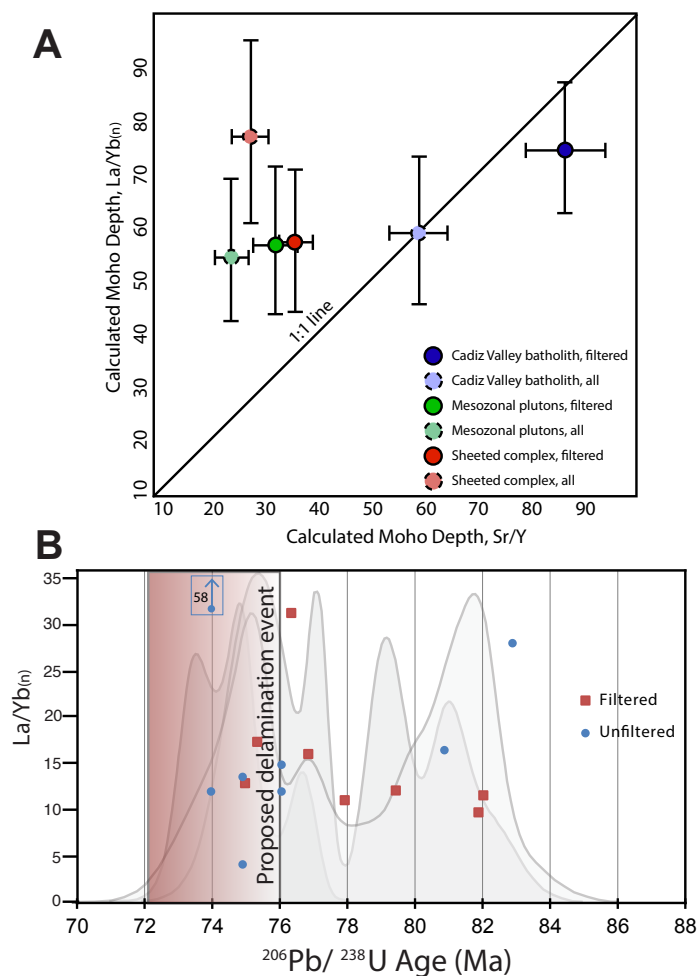 A
Calculated Moho Depth, La/Yb(n)
90
80
70
60
50
40
30
20
10
1:1 line
Cadiz Valley batholith, filtered
Cadiz Valley batholith, all
Mesozonal plutons, filtered
Mesozonal plutons, all
Sheeted complex, filtered
Sheeted complex, all
10 20 30 40 50 60 70 80 90
Calculated Moho Depth, Sr/Y
B
La/Yb(n)
35
30
25
20
15
10
5
0
58
Proposed delamination event
Filtered
Unfiltered
70 72 74 76 78 80 82 84 86 88
206Pb/ 238U Age (Ma)